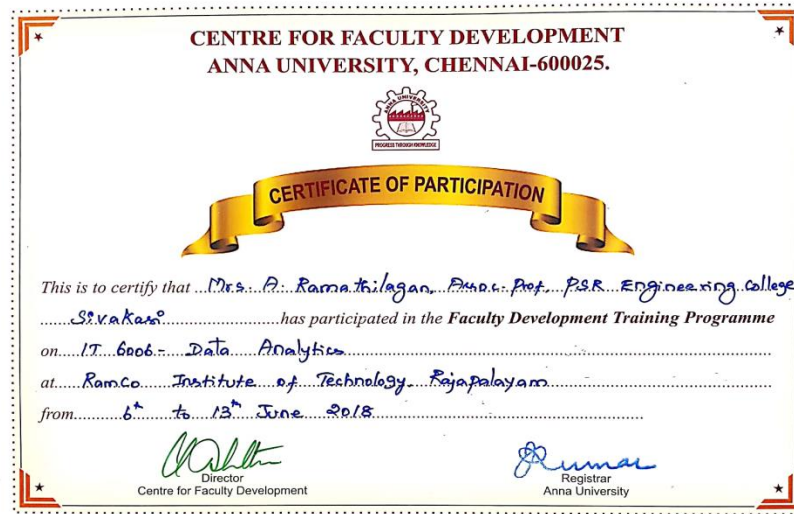 CENTRE FOR FACULTY DEVELOPMENT
ANNA UNIVERSITY, CHENNAI-600025.
ANNA UNIVERSITY
PROGRESS THROUGH KNOWLEDGE
CERTIFICATE OF PARTICIPATION
This is to certify that Mrs. A. Ramathilagan, Assoc. Prof, PSR Engineering College
Sivakasi has participated in the Faculty Development Training Programme
on IT 6006 - Data Analytics
at Ramco Institute of Technology, Rajapalayam
from 6th to 13th June 2018
Director
Centre for Faculty Development
Registrar
Anna University